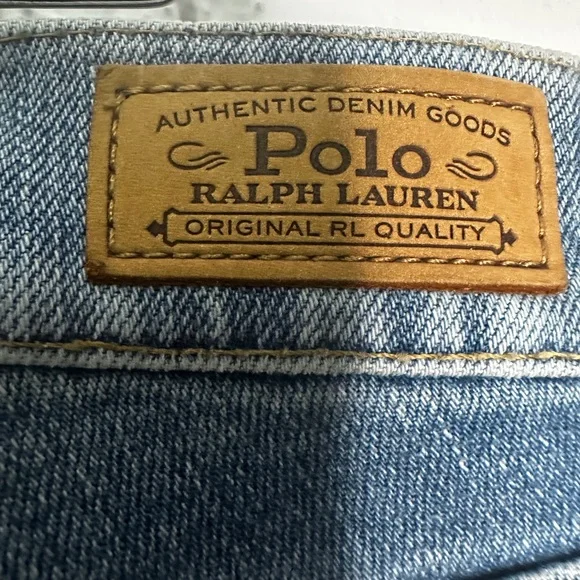 AUTHENTIC DENIM GOODS
Polo
RALPH LAUREN
ORIGINAL RL QUALITY